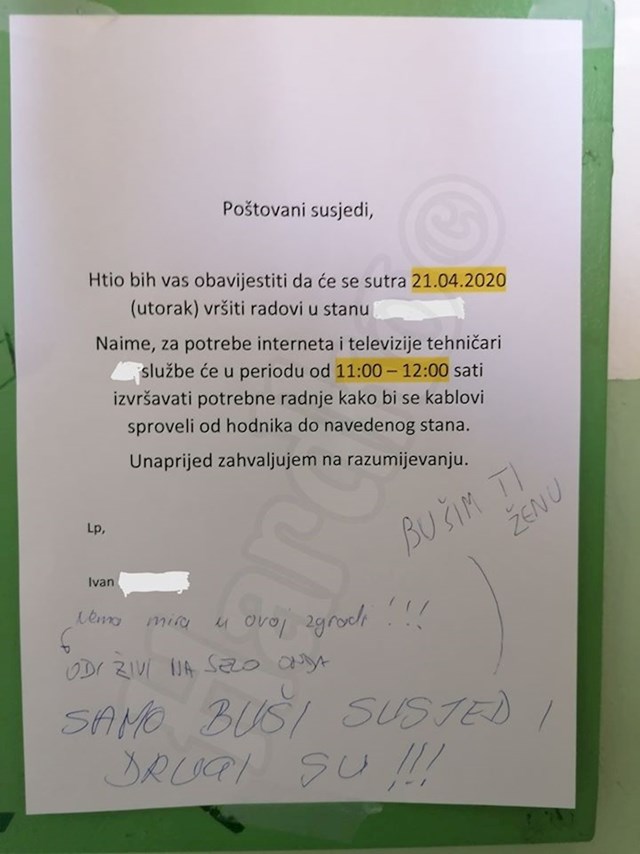 Poštovani susjedi,
Htio bih vas obavijestiti da će se sutra 21.04.2020
(utorak) vršiti radovi u stanu
Naime, za potrebe interneta i televizije tehničari
službe će u periodu od 11:00 – 12:00 sati
izvršavati potrebne radnje kako bi se kablovi
sproveli od hodnika do navedenog stana.
Unaprijed zahvaljujem na razumijevanju.
Lp,
Ivan
BUŠIM TI
ŽENU
Nema mira u ovoj zgradi !!!
ODI ŽIVI NA SELO ONDA
SAMO BUŠI SUSJED I
DRUGI SU !!!
Hardi ©